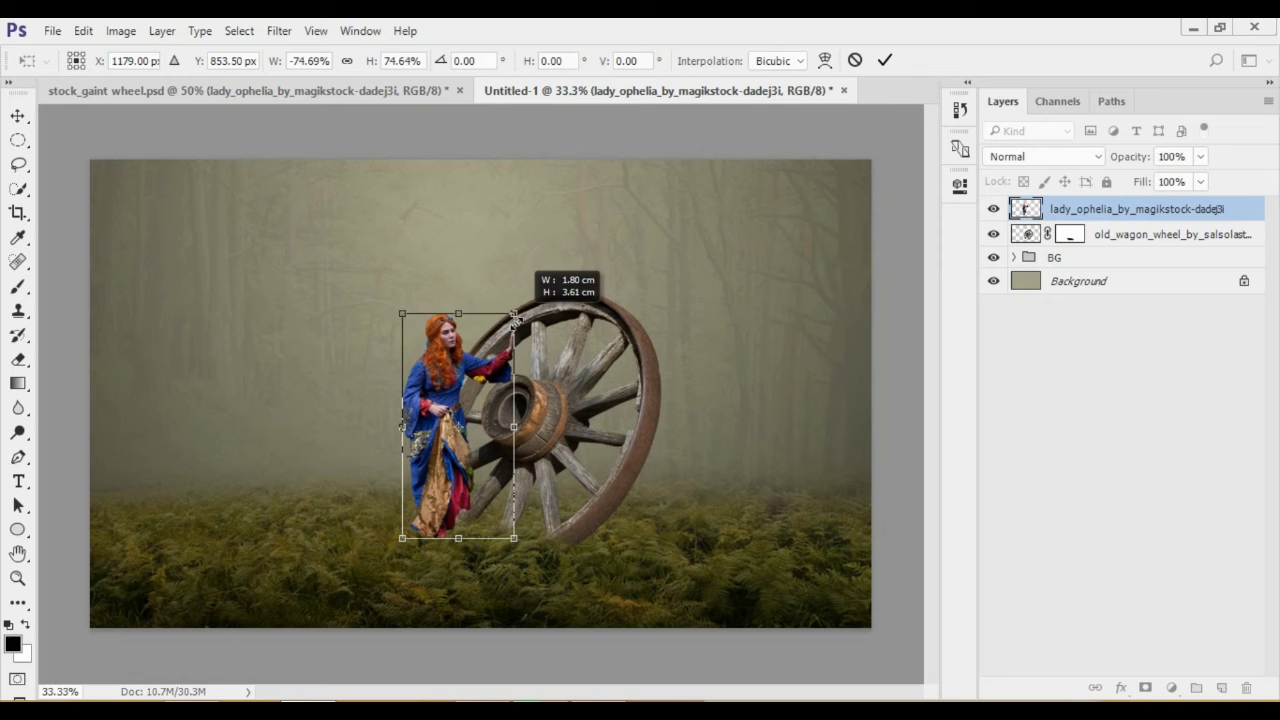 Ps File Edit Image Layer Type Select Filter View Window Help
X: 1179.00 px Y: 853.50 px W: -74.69% H: 74.64% 0.00 ° H: 0.00 ° V: 0.00 ° Interpolation: Bicubic
stock_gaint wheel.psd @ 50% (lady_ophelia_by_magikstock-dadej3i, RGB/8) * × Untitled-1 @ 33.3% (lady_ophelia_by_magikstock-dadej3i, RGB/8) * ×
Layers Channels Paths
Kind
Normal Opacity: 100%
Lock: Fill: 100%
lady_ophelia_by_magikstock-dadej3i
old_wagon_wheel_by_salsolast...
BG
Background
W : 1.80 cm
H : 3.61 cm
33.33% Doc: 10.7M/30.3M